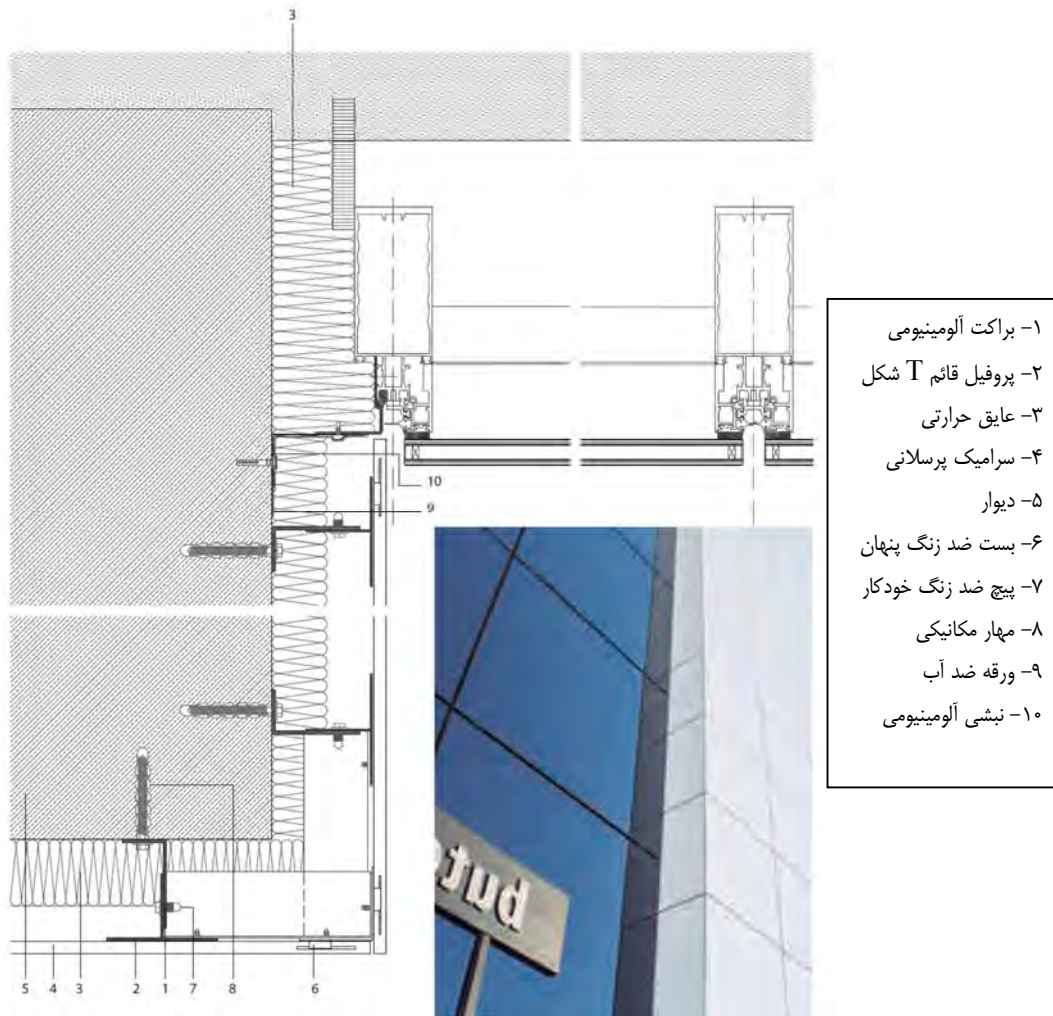 3
۱- براکت آلومینیومی
۲- پروفیل قائم T شکل
۳- عایق حرارتی
۴- سرامیک پرسلانی
۵- دیوار
۶- بست ضد زنگ پنهان
۷- پیچ ضد زنگ خودکار
۸- مهار مکانیکی
۹- ورقه ضد آب
۱۰- نبشی آلومینیومی
10
9
tud
5 4 3 2 1 7 8 6